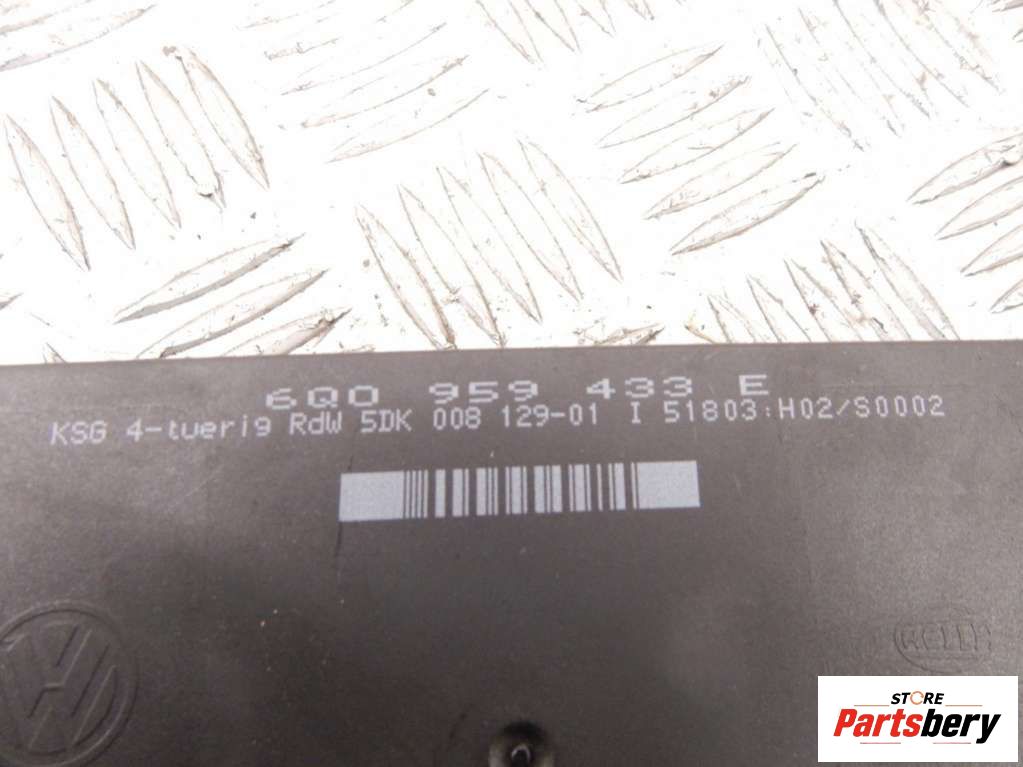 6Q0 959 433 E
KSG 4-tuerig RdW 5DK 008 129-01 I 51803:H02/S0002
HELLA
STORE
Partsbery